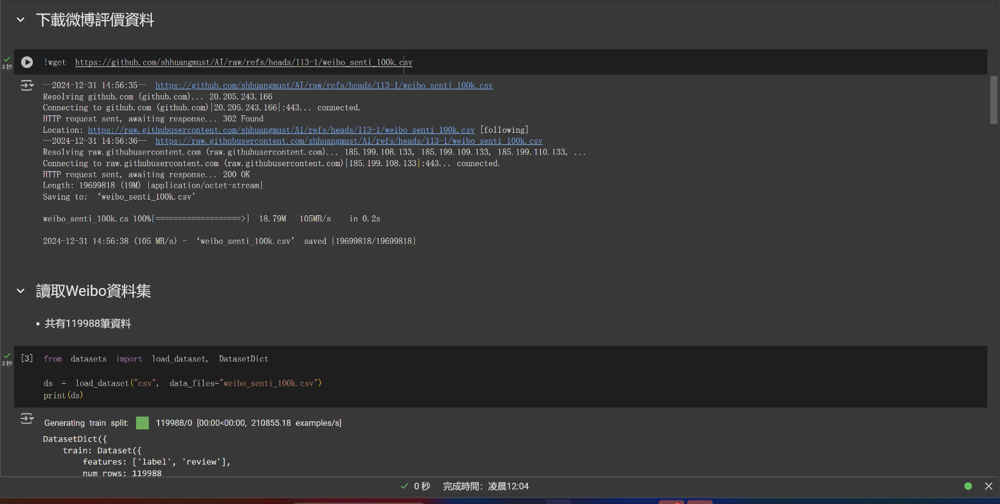 下載微博評價資料
3 秒
!wget https://github.com/shhuangmust/AI/raw/refs/heads/113-1/weibo_senti_100k.csv
--2024-12-31 14:56:35-- https://github.com/shhuangmust/AI/raw/refs/heads/113-1/weibo_senti_100k.csv
Resolving github.com (github.com)... 20.205.243.166
Connecting to github.com (github.com)|20.205.243.166|:443... connected.
HTTP request sent, awaiting response... 302 Found
Location: https://raw.githubusercontent.com/shhuangmust/AI/refs/heads/113-1/weibo_senti_100k.csv [following]
--2024-12-31 14:56:36-- https://raw.githubusercontent.com/shhuangmust/AI/refs/heads/113-1/weibo_senti_100k.csv
Resolving raw.githubusercontent.com (raw.githubusercontent.com)... 185.199.108.133, 185.199.109.133, 185.199.110.133, ...
Connecting to raw.githubusercontent.com (raw.githubusercontent.com)|185.199.108.133|:443... connected.
HTTP request sent, awaiting response... 200 OK
Length: 19699818 (19M) [application/octet-stream]
Saving to: ‘weibo_senti_100k.csv’
weibo_senti_100k.cs 100%[===================>] 18.79M 105MB/s in 0.2s
2024-12-31 14:56:38 (105 MB/s) - ‘weibo_senti_100k.csv’ saved [19699818/19699818]
讀取Weibo資料集
• 共有119988筆資料
3 秒
[3] from datasets import load_dataset, DatasetDict
ds = load_dataset("csv", data_files="weibo_senti_100k.csv")
print(ds)
Generating train split: 119988/0 [00:00<00:00, 210855.18 examples/s]
DatasetDict({
train: Dataset({
features: ['label', 'review'],
num_rows: 119988
0 秒 完成時間：凌晨12:04